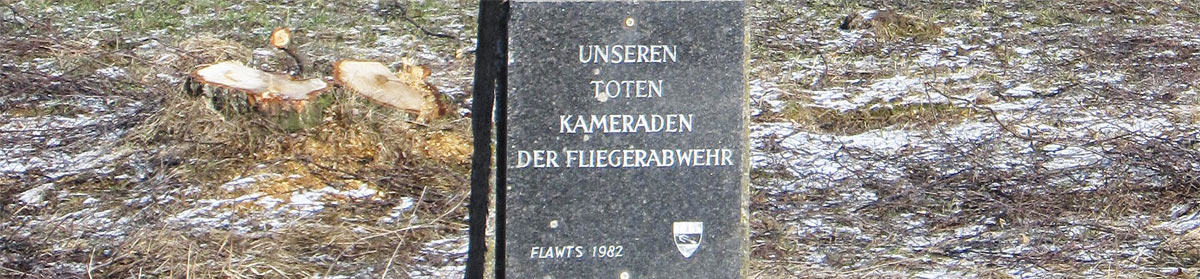 UNSEREN
TOTEN
KAMERADEN
DER FLIEGERABWEHR
FLAWTS 1982